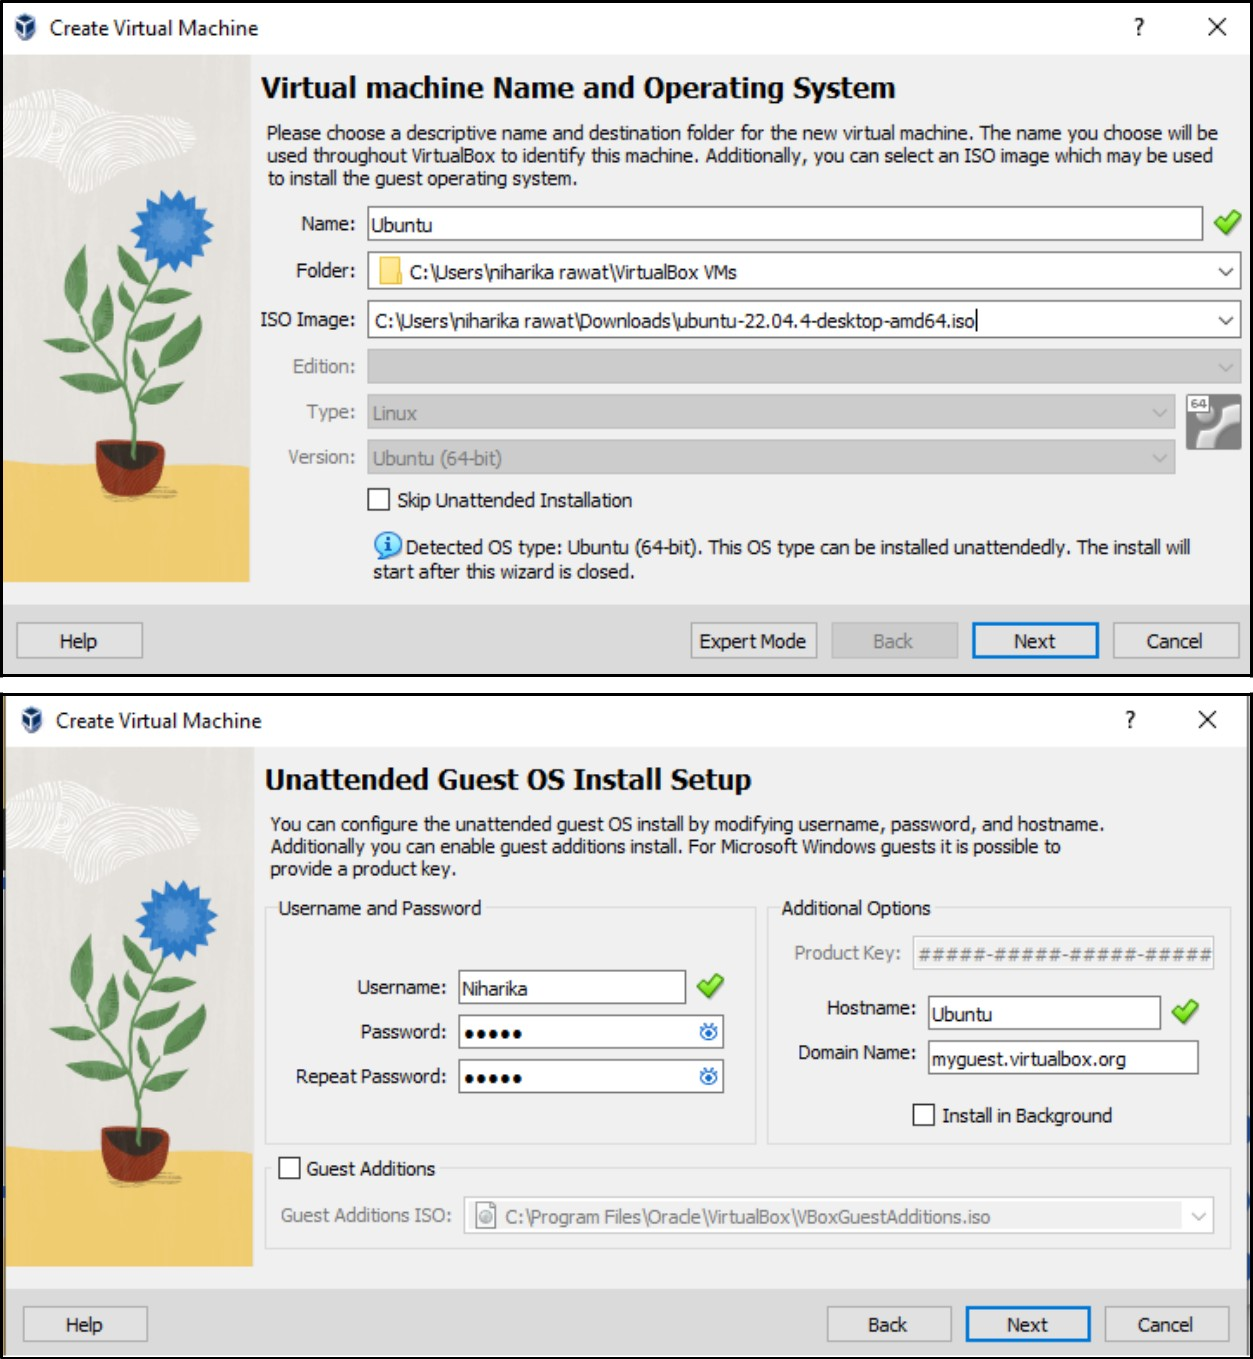 Create Virtual Machine
?
Virtual machine Name and Operating System
Please choose a descriptive name and destination folder for the new virtual machine. The name you choose will be
used throughout VirtualBox to identify this machine. Additionally, you can select an ISO image which may be used
to install the guest operating system.
Name: Ubuntu
Folder: C:\Users\niharika rawat\VirtualBox VMs
ISO Image: C:\Users\niharika rawat\Downloads\ubuntu-22.04.4-desktop-amd64.iso
Edition:
Type: Linux
64
Version: Ubuntu (64-bit)
Skip Unattended Installation
Detected OS type: Ubuntu (64-bit). This OS type can be installed unattendedly. The install will
start after this wizard is closed.
Help Expert Mode Back Next Cancel
Create Virtual Machine
?
Unattended Guest OS Install Setup
You can configure the unattended guest OS install by modifying username, password, and hostname.
Additionally you can enable guest additions install. For Microsoft Windows guests it is possible to
provide a product key.
Username and Password
Username: Niharika
Password: •••••
Repeat Password: •••••
Additional Options
Product Key: #####-#####-#####-#####
Hostname: Ubuntu
Domain Name: myguest.virtualbox.org
Install in Background
Guest Additions
Guest Additions ISO: C:\Program Files\Oracle\VirtualBox\VBoxGuestAdditions.iso
Help Back Next Cancel